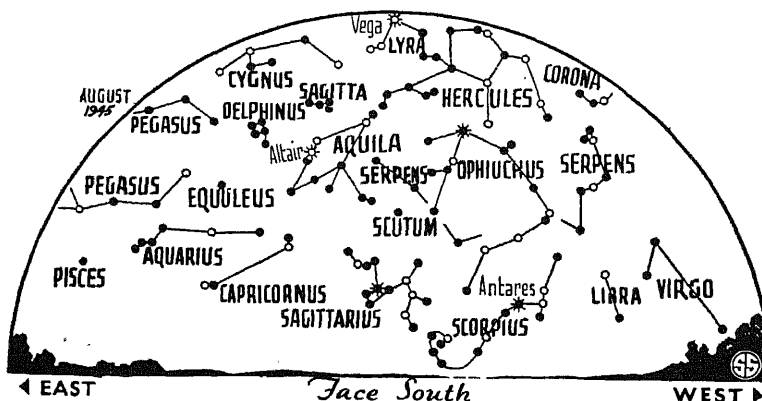 Vega
LYRA
CYGNUS
CORONA
SAGITTA
AUGUST
1945
HERCULES
DELPHINUS
PEGASUS
AQUILA
Altair
SERPENS
OPHIUCHUS
SERPENS
PEGASUS
EQUULEUS
SCUTUM
AQUARIUS
PISCES
CAPRICORNUS
Antares
LIBRA
VIRGO
SAGITTARIUS
SCORPIUS
SS
◄ EAST
Face South
WEST ►